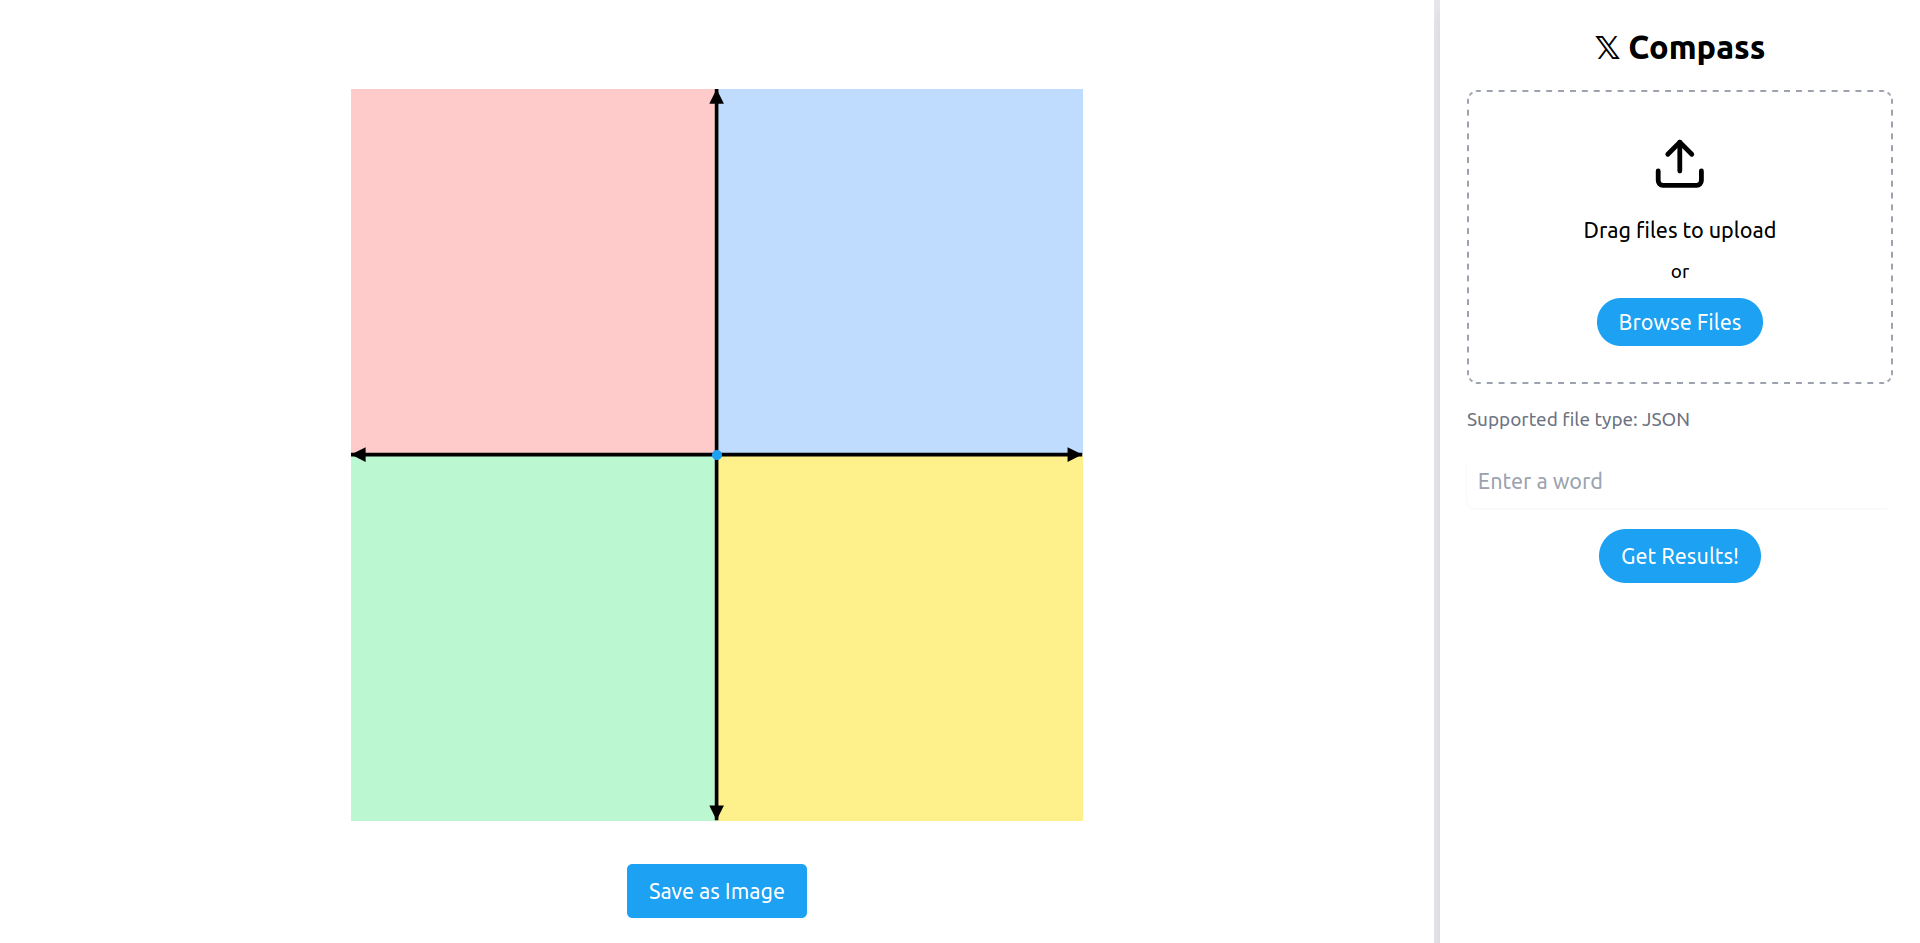 𝕏 Compass
Drag files to upload
or
Browse Files
Supported file type: JSON
Enter a word
Get Results!
Save as Image